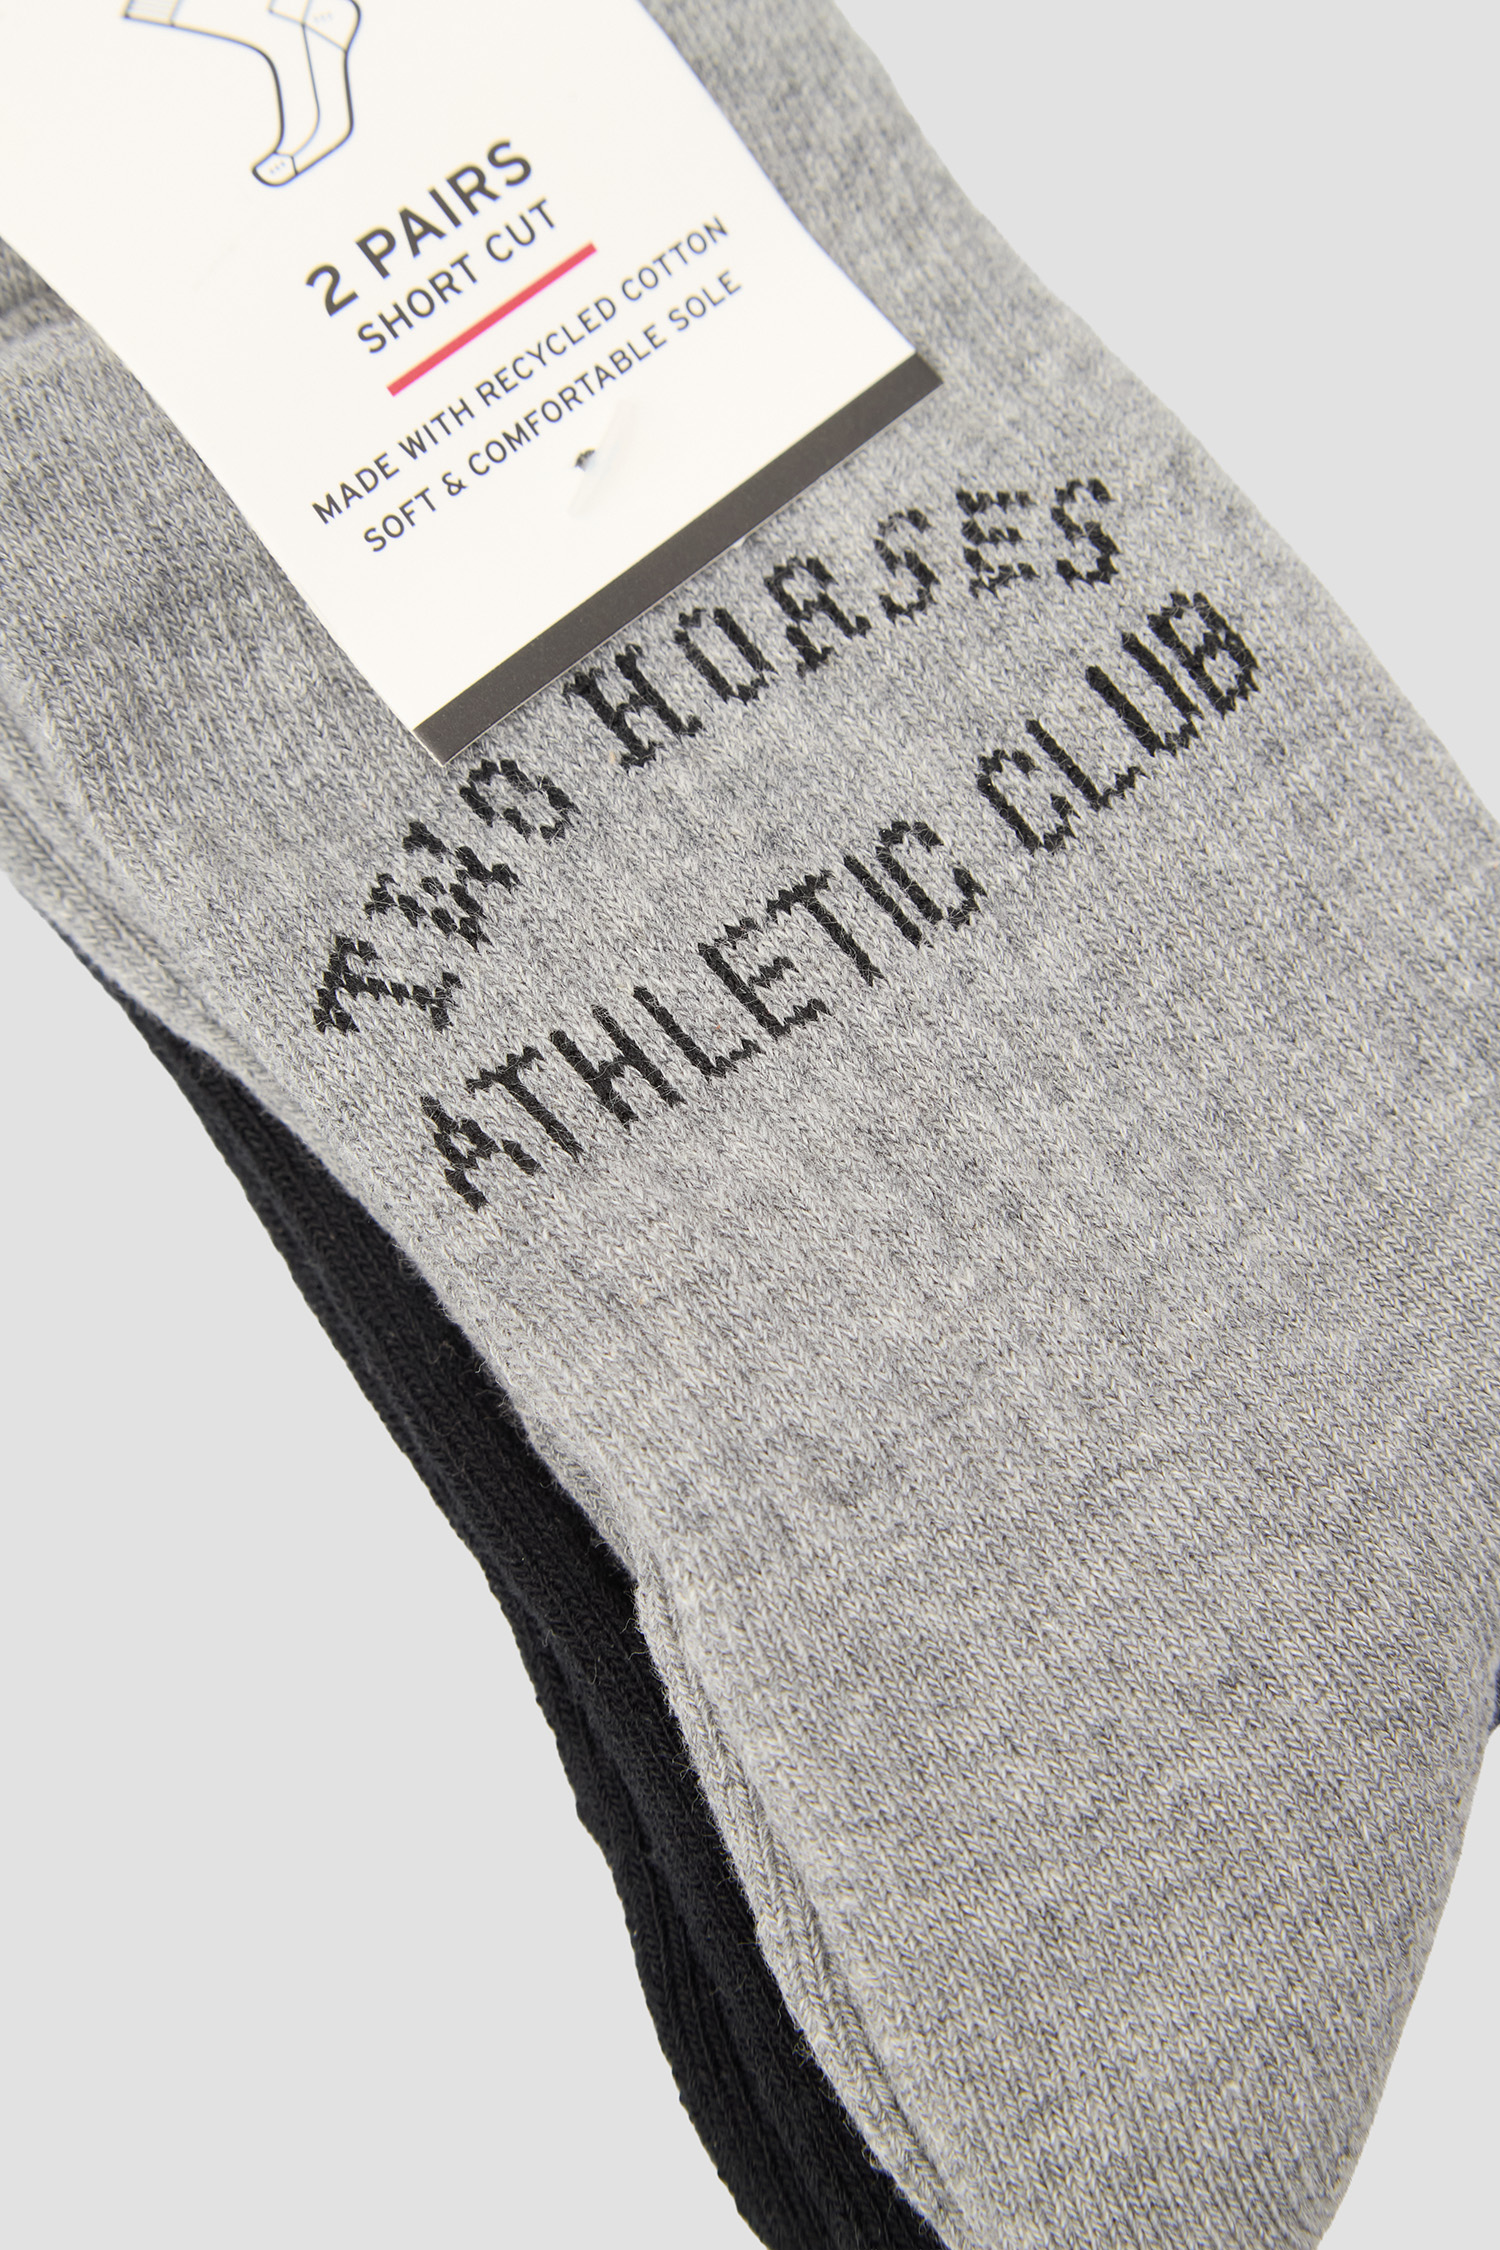 2 PAIRS
SHORT CUT
MADE WITH RECYCLED COTTON
SOFT & COMFORTABLE SOLE
TWO HORSES
ATHLETIC CLUB